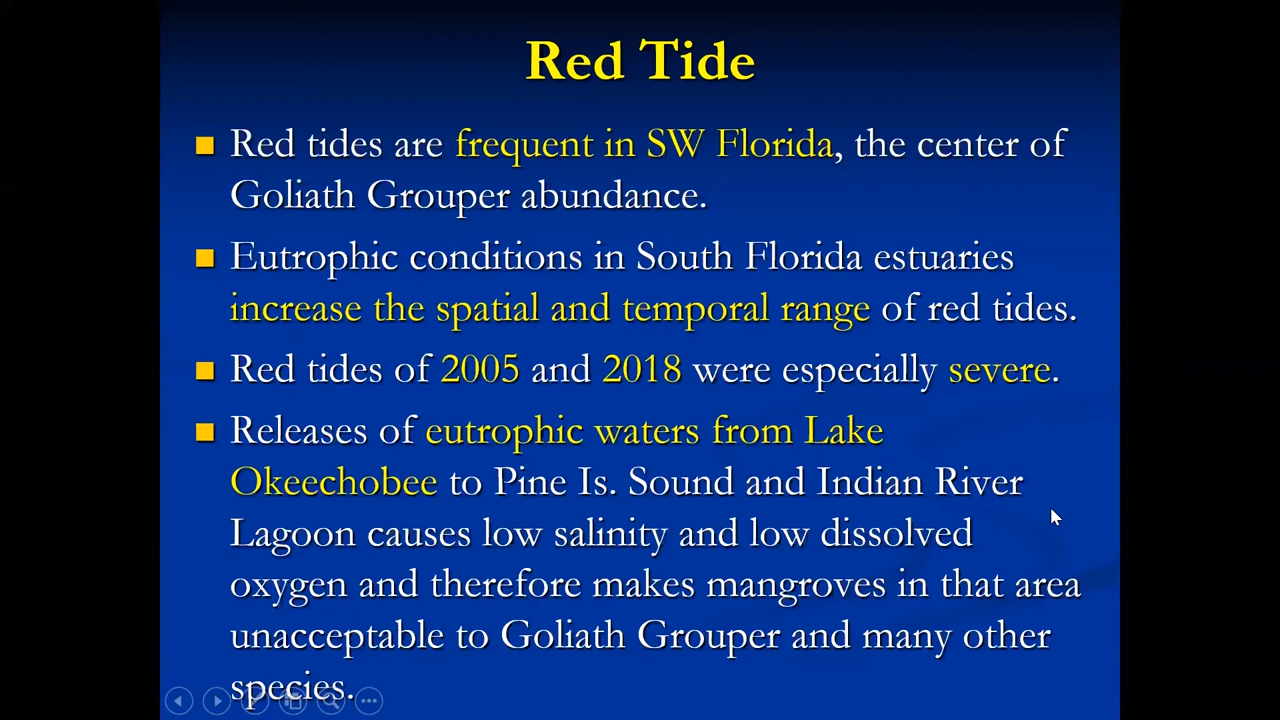 Red Tide
Red tides are frequent in SW Florida, the center of
Goliath Grouper abundance.
Eutrophic conditions in South Florida estuaries
increase the spatial and temporal range of red tides.
Red tides of 2005 and 2018 were especially severe.
Releases of eutrophic waters from Lake
Okeechobee to Pine Is. Sound and Indian River
Lagoon causes low salinity and low dissolved
oxygen and therefore makes mangroves in that area
unacceptable to Goliath Grouper and many other
species.